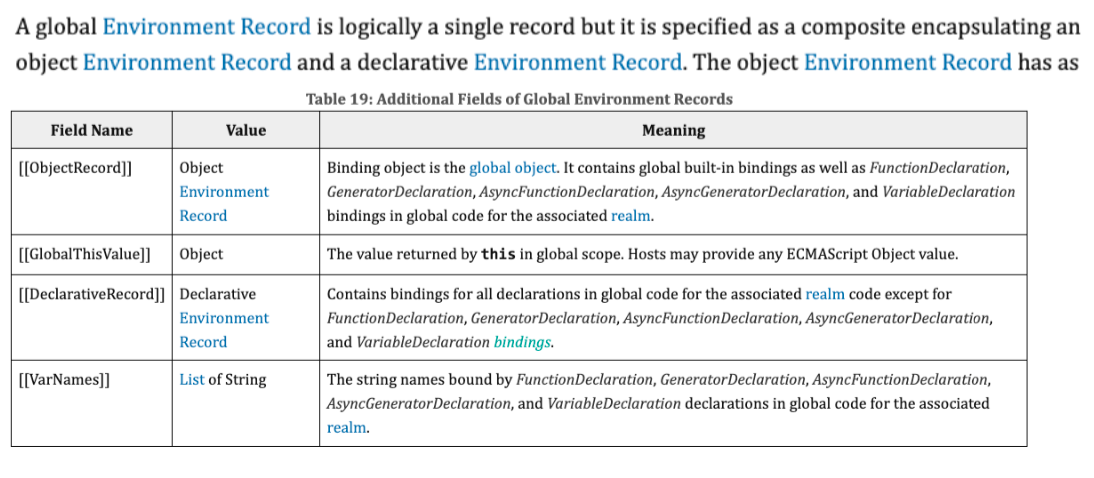 A global Environment Record is logically a single record but it is specified as a composite encapsulating an
object Environment Record and a declarative Environment Record. The object Environment Record has as
Table 19: Additional Fields of Global Environment Records
Field Name Value Meaning
[[ObjectRecord]] Object Environment Record
Binding object is the global object. It contains global built-in bindings as well as FunctionDeclaration,
GeneratorDeclaration, AsyncFunctionDeclaration, AsyncGeneratorDeclaration, and VariableDeclaration
bindings in global code for the associated realm.
[[GlobalThisValue]] Object The value returned by this in global scope. Hosts may provide any ECMAScript Object value.
[[DeclarativeRecord]] Declarative Environment Record
Contains bindings for all declarations in global code for the associated realm code except for
FunctionDeclaration, GeneratorDeclaration, AsyncFunctionDeclaration, AsyncGeneratorDeclaration,
and VariableDeclaration bindings.
[[VarNames]] List of String
The string names bound by FunctionDeclaration, GeneratorDeclaration, AsyncFunctionDeclaration,
AsyncGeneratorDeclaration, and VariableDeclaration declarations in global code for the associated
realm.